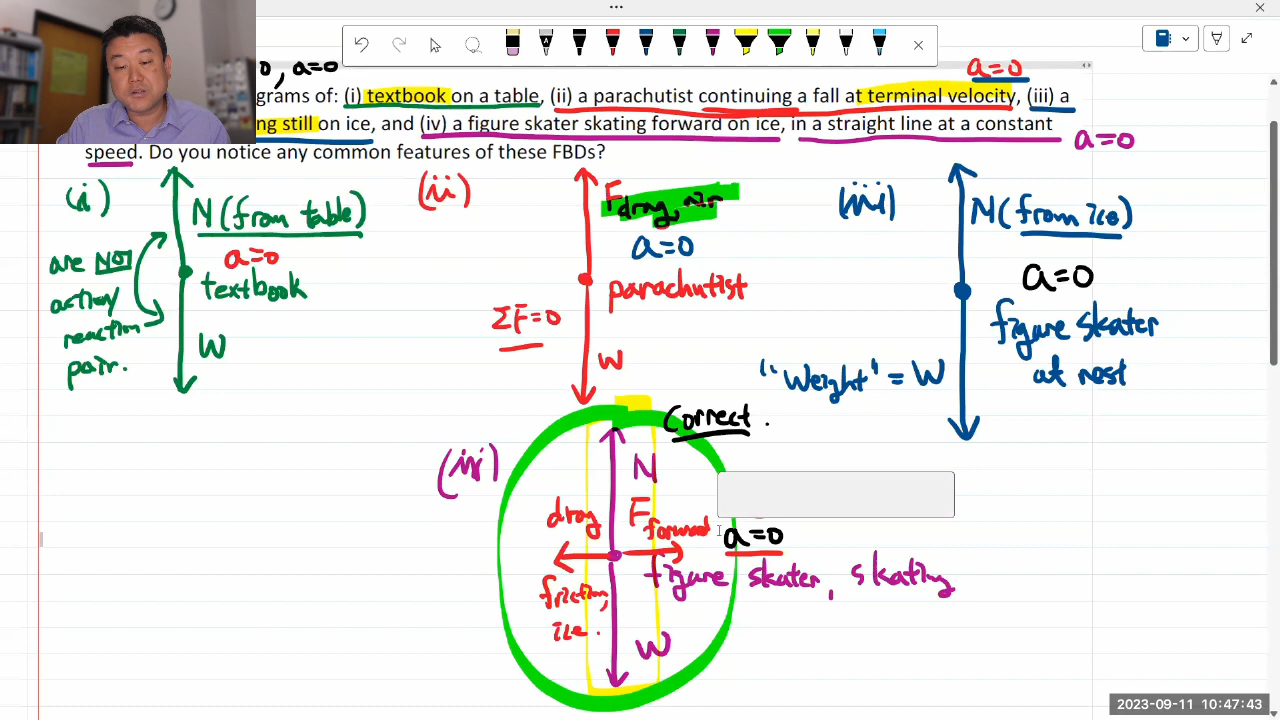 0, a=0
a=0
grams of: (i) textbook on a table, (ii) a parachutist continuing a fall at terminal velocity, (iii) a
ng still on ice, and (iv) a figure skater skating forward on ice, in a straight line at a constant
a=0
speed. Do you notice any common features of these FBDs?
(i)
N (from table)
a=0
textbook
are NOT
action/
reaction
pair.
W
(ii)
F drag, air
a=0
parachutist
ΣF=0
W
(iii)
N (from ice)
a=0
figure skater
at rest
"Weight" = W
Correct.
(iv)
N
drag
F forward
a=0
figure skater, skating
friction,
ice.
W
2023-09-11 10:47:43